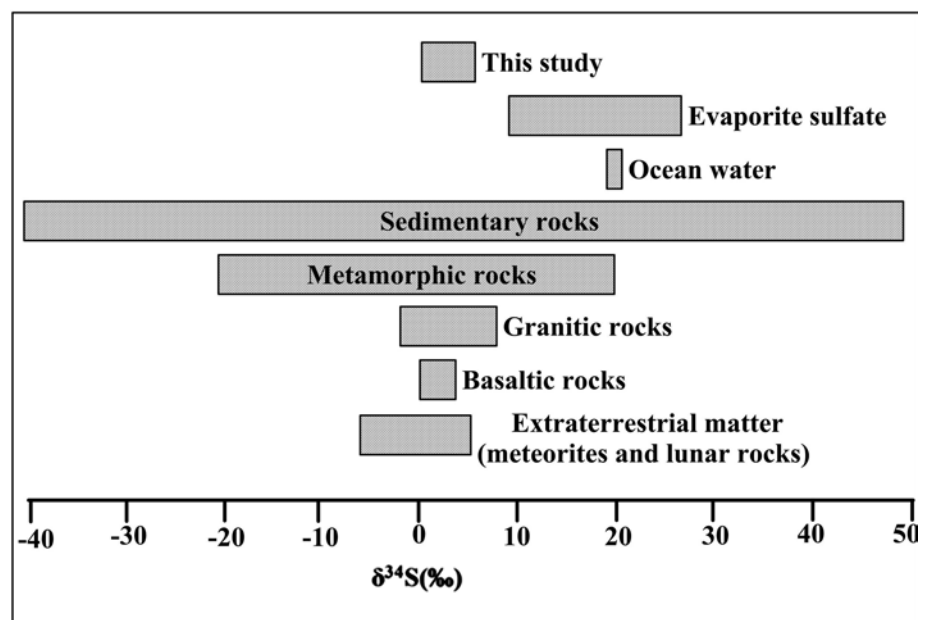 This study
Evaporite sulfate
Ocean water
Sedimentary rocks
Metamorphic rocks
Granitic rocks
Basaltic rocks
Extraterrestrial matter
(meteorites and lunar rocks)
-40 -30 -20 -10 0 10 20 30 40 50
δ³⁴S(‰)